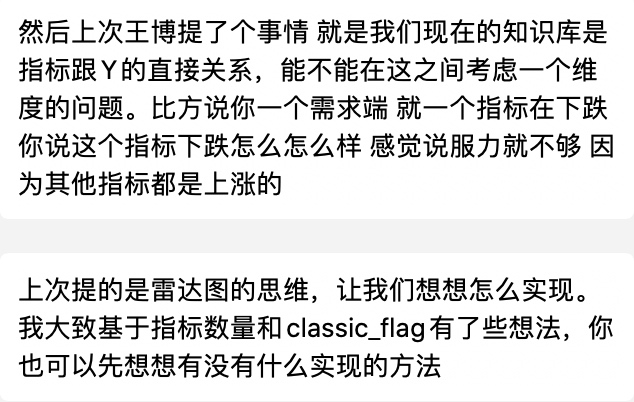 然后上次王博提了个事情 就是我们现在的知识库是
指标跟Y的直接关系，能不能在这之间考虑一个维
度的问题。比方说你一个需求端 就一个指标在下跌
你说这个指标下跌怎么怎么样 感觉说服力就不够 因
为其他指标都是上涨的
上次提的是雷达图的思维，让我们想想怎么实现。
我大致基于指标数量和classic_flag有了些想法，你
也可以先想想有没有什么实现的方法